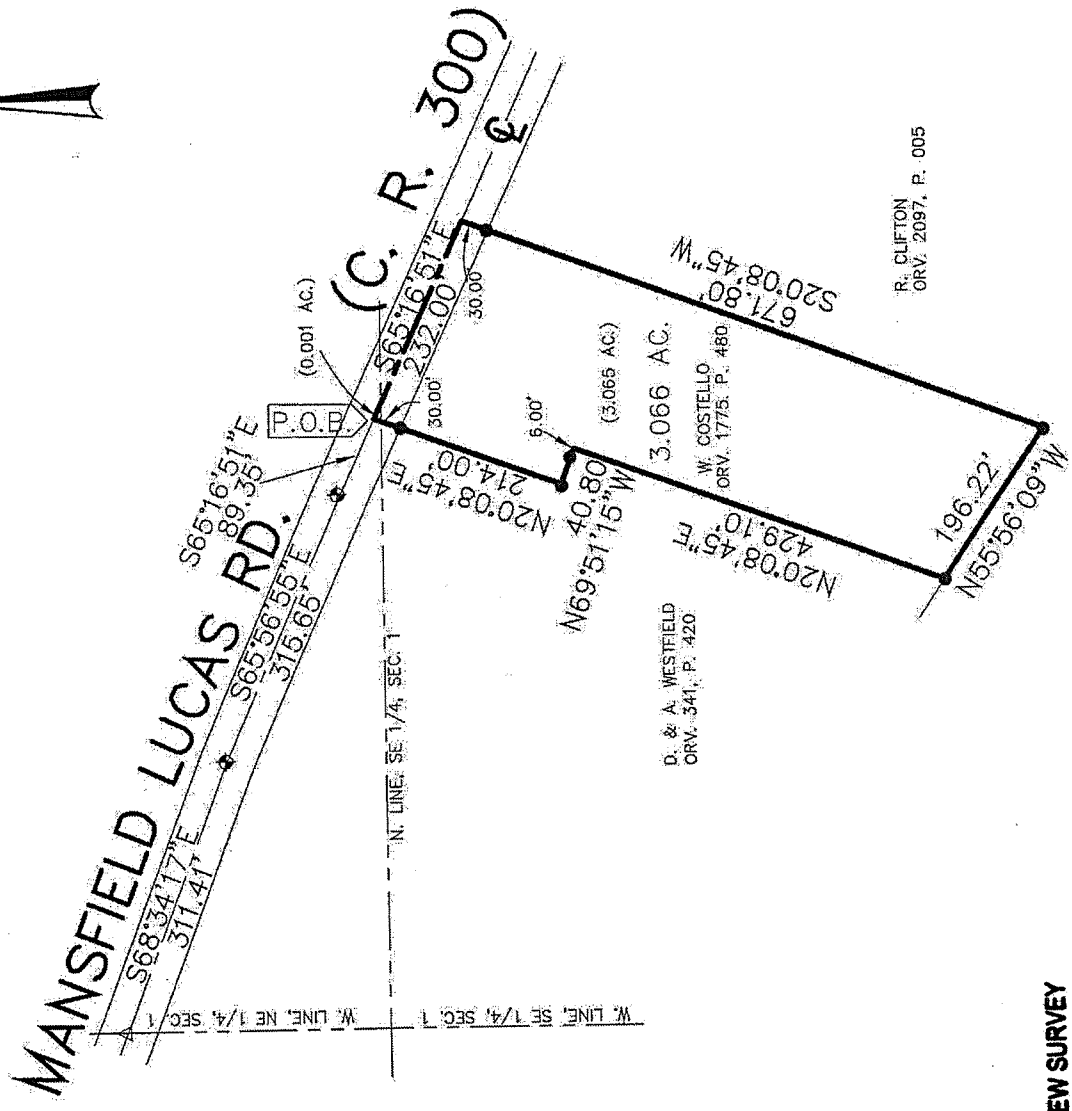 MANSFIELD LUCAS RD. (C. R. 300)
S68°34'17"E
311.41'
S65°56'55"E
315.65'
S65°16'51"E
89.35'
P.O.B.
(0.001 AC.)
S65°16'51"E
232.00'
30.00'
30.00'
N20°08'45"E
214.00'
6.00'
40.80'
N69°51'15"W
(3.065 AC.)
3.066 AC.
W. COSTELLO
ORV. 1775, P. 480
671.80'
S20°08'45"W
N20°08'45"E
429.10'
196.22'
N55°56'09"W
R. CLIFTON
ORV. 2097, P. 005
D. & A. WESTFIELD
ORV. 341, P. 420
N. LINE, SE 1/4, SEC. 1
W. LINE, NE 1/4, SEC. 1
W. LINE, SE 1/4, SEC. 1
EW SURVEY